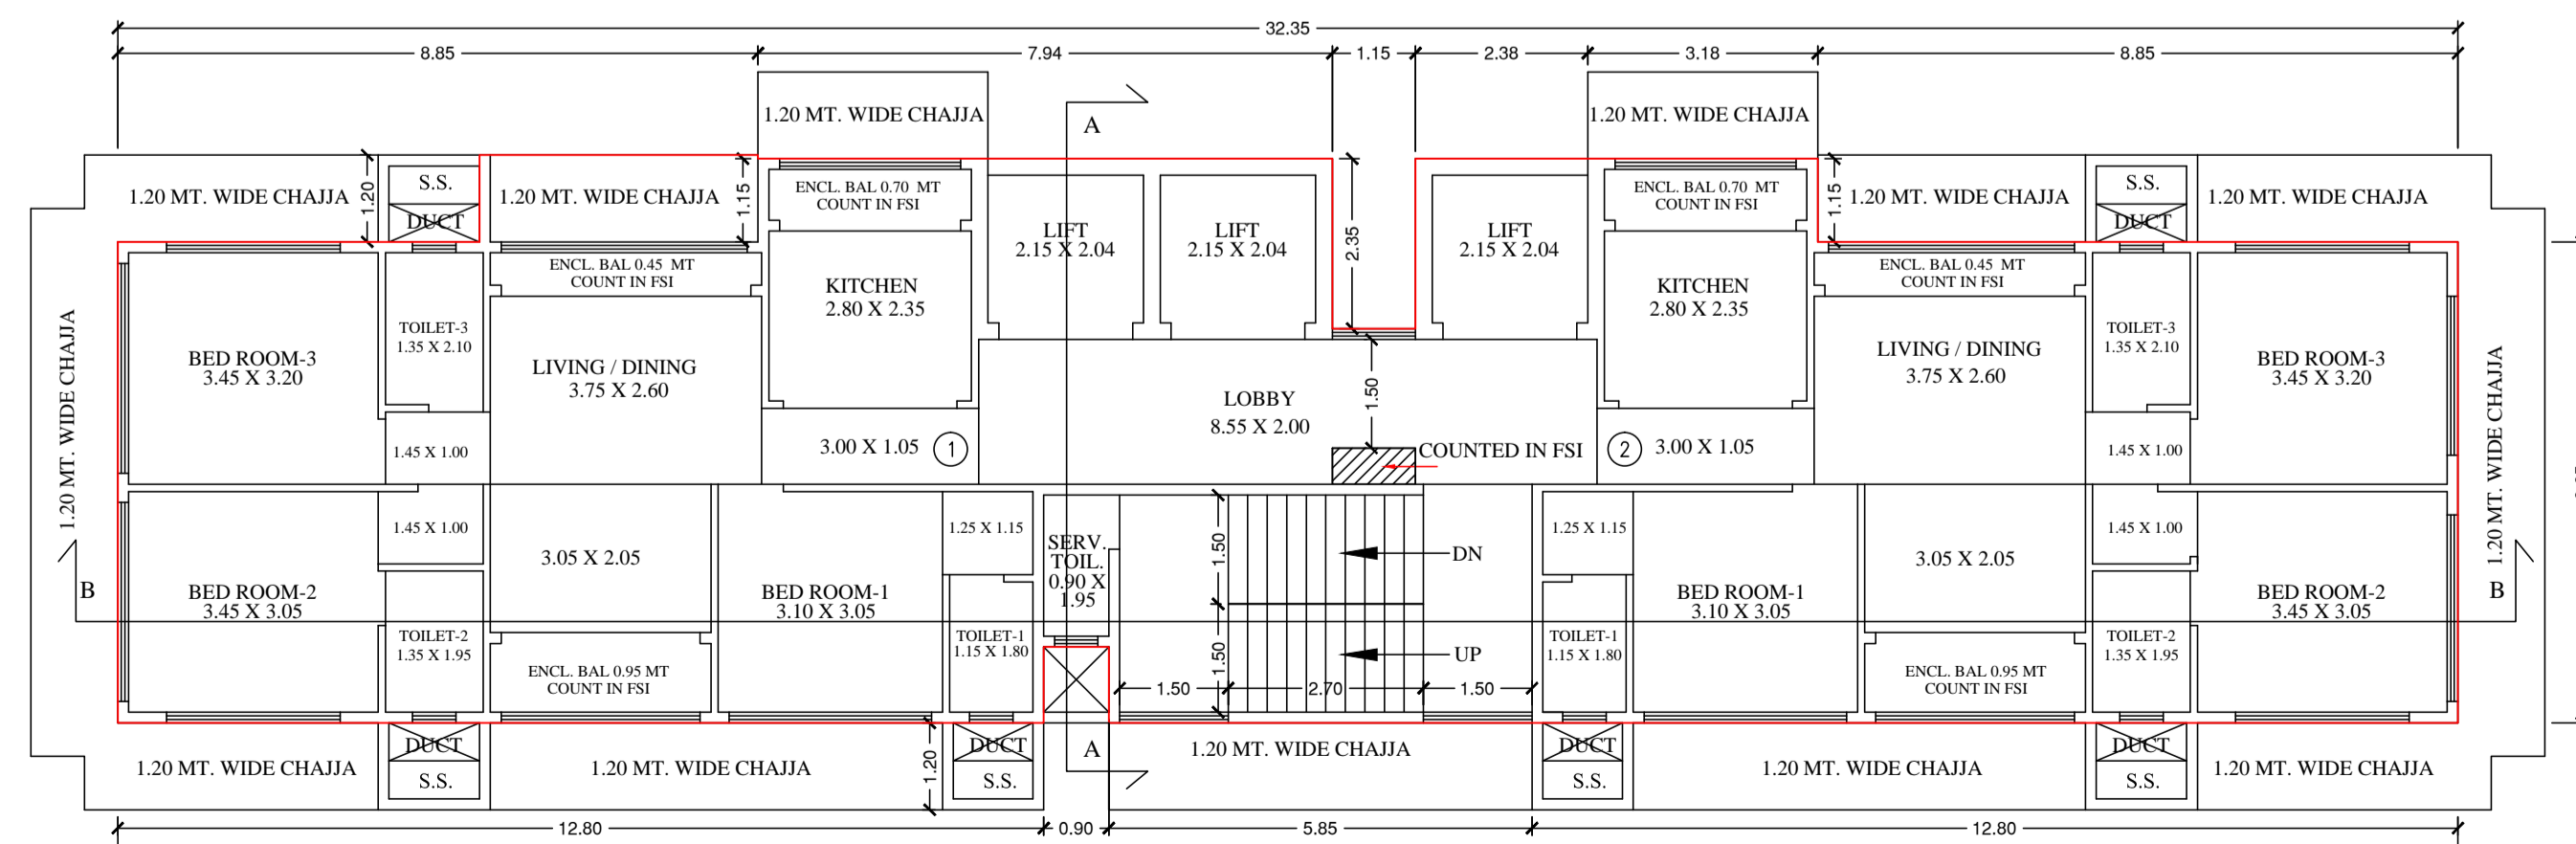 32.35
8.85
7.94
1.15
2.38
3.18
8.85
1.20 MT. WIDE CHAJJA
A
1.20 MT. WIDE CHAJJA
1.20 MT. WIDE CHAJJA
1.20
S.S.
DUCT
1.20 MT. WIDE CHAJJA
1.15
ENCL. BAL 0.70 MT
COUNT IN FSI
LIFT
2.15 X 2.04
LIFT
2.15 X 2.04
2.35
LIFT
2.15 X 2.04
ENCL. BAL 0.70 MT
COUNT IN FSI
1.15
1.20 MT. WIDE CHAJJA
S.S.
DUCT
1.20 MT. WIDE CHAJJA
ENCL. BAL 0.45 MT
COUNT IN FSI
ENCL. BAL 0.45 MT
COUNT IN FSI
1.20 MT. WIDE CHAJJA
BED ROOM-3
3.45 X 3.20
TOILET-3
1.35 X 2.10
LIVING / DINING
3.75 X 2.60
KITCHEN
2.80 X 2.35
LOBBY
8.55 X 2.00
1.50
KITCHEN
2.80 X 2.35
LIVING / DINING
3.75 X 2.60
TOILET-3
1.35 X 2.10
BED ROOM-3
3.45 X 3.20
1.20 MT. WIDE CHAJJA
1.45 X 1.00
3.00 X 1.05
1
COUNTED IN FSI
2
3.00 X 1.05
1.45 X 1.00
B
BED ROOM-2
3.45 X 3.05
1.45 X 1.00
3.05 X 2.05
BED ROOM-1
3.10 X 3.05
1.25 X 1.15
SERV.
TOIL.
0.90 X
1.95
1.50
DN
1.25 X 1.15
BED ROOM-1
3.10 X 3.05
3.05 X 2.05
1.45 X 1.00
BED ROOM-2
3.45 X 3.05
B
TOILET-2
1.35 X 1.95
ENCL. BAL 0.95 MT
COUNT IN FSI
TOILET-1
1.15 X 1.80
1.50
UP
1.50
2.70
1.50
TOILET-1
1.15 X 1.80
ENCL. BAL 0.95 MT
COUNT IN FSI
TOILET-2
1.35 X 1.95
1.20 MT. WIDE CHAJJA
DUCT
S.S.
1.20 MT. WIDE CHAJJA
1.20
DUCT
S.S.
A
1.20 MT. WIDE CHAJJA
DUCT
S.S.
1.20 MT. WIDE CHAJJA
DUCT
S.S.
1.20 MT. WIDE CHAJJA
12.80
0.90
5.85
12.80